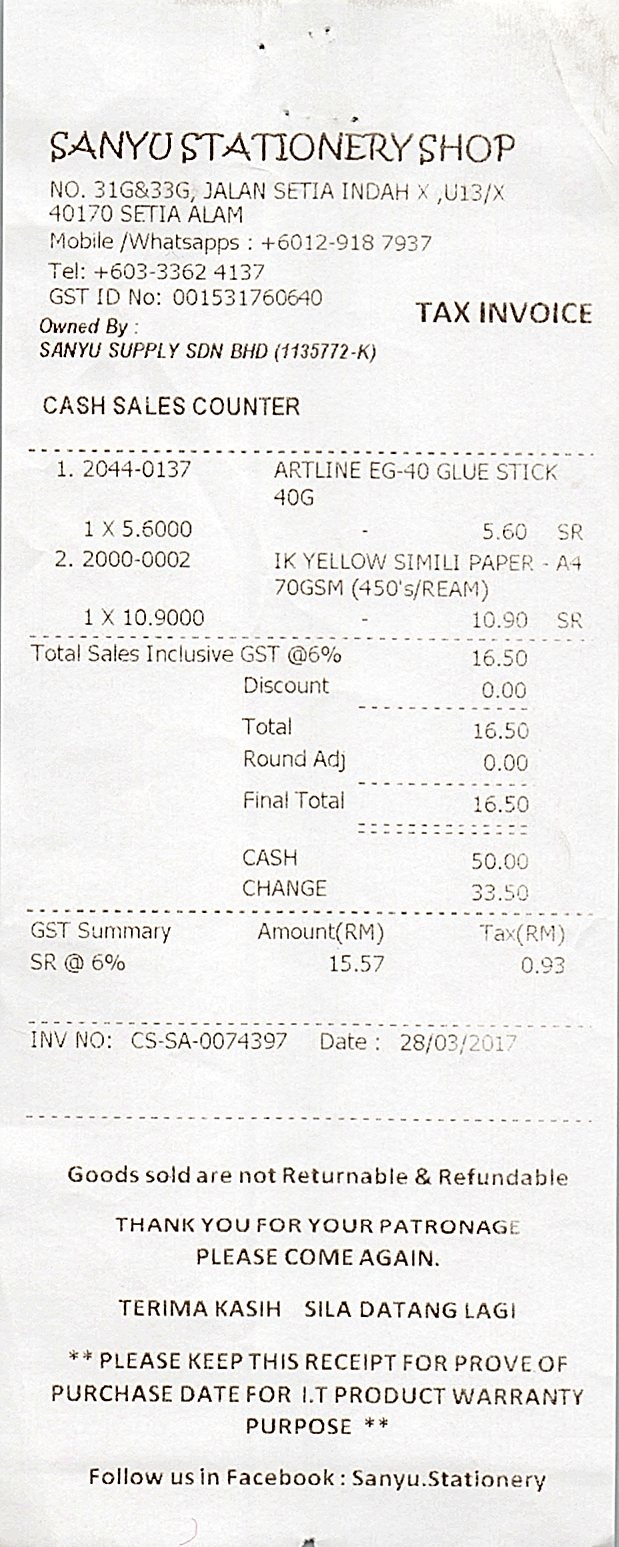 SANYU STATIONERY SHOP
NO. 31G&33G, JALAN SETIA INDAH X ,U13/X
40170 SETIA ALAM
Mobile /Whatsapps : +6012-918 7937
Tel: +603-3362 4137
GST ID No: 001531760640
TAX INVOICE
Owned By :
SANYU SUPPLY SDN BHD (1135772-K)
CASH SALES COUNTER
1. 2044-0137 ARTLINE EG-40 GLUE STICK
40G
1 X 5.6000 - 5.60 SR
2. 2000-0002 IK YELLOW SIMILI PAPER - A4
70GSM (450's/REAM)
1 X 10.9000 - 10.90 SR
Total Sales Inclusive GST @6% 16.50
Discount 0.00
Total 16.50
Round Adj 0.00
Final Total 16.50
CASH 50.00
CHANGE 33.50
GST Summary Amount(RM) Tax(RM)
SR @ 6% 15.57 0.93
INV NO: CS-SA-0074397 Date : 28/03/2017
Goods sold are not Returnable & Refundable
THANK YOU FOR YOUR PATRONAGE
PLEASE COME AGAIN.
TERIMA KASIH SILA DATANG LAGI
** PLEASE KEEP THIS RECEIPT FOR PROVE OF
PURCHASE DATE FOR I.T PRODUCT WARRANTY
PURPOSE **
Follow us in Facebook : Sanyu.Stationery